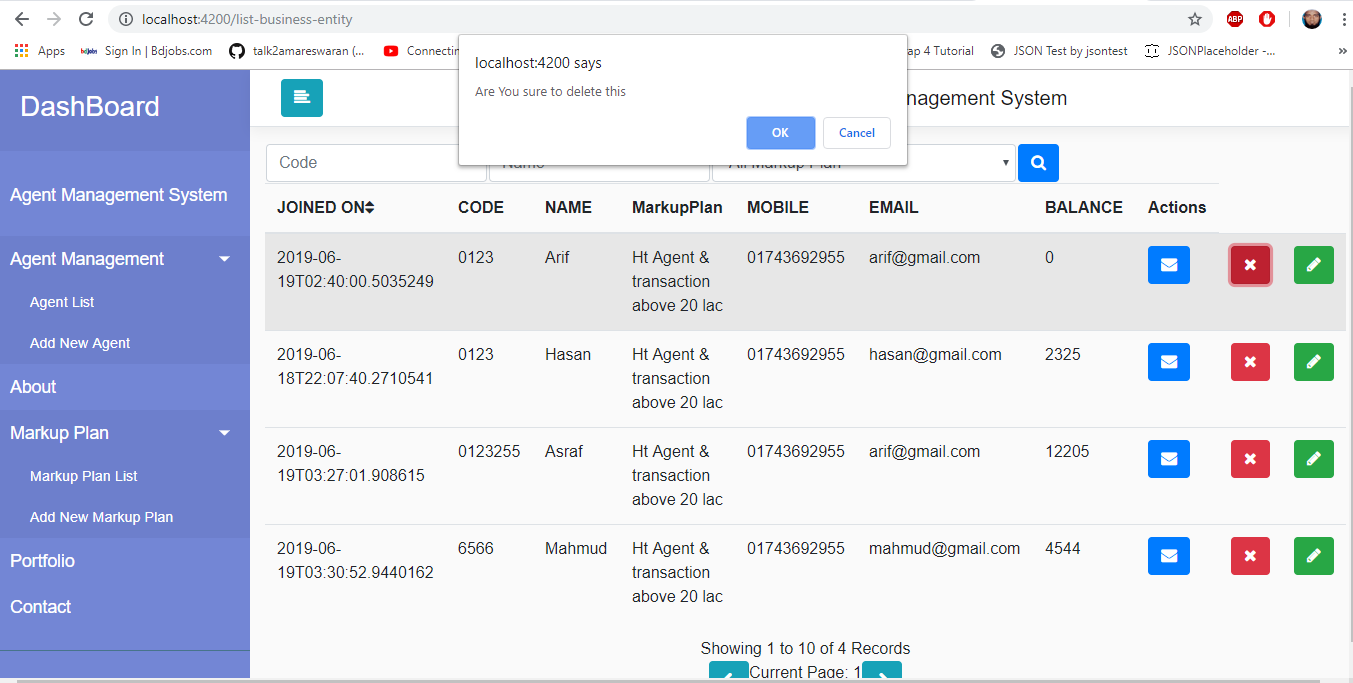 localhost:4200/list-business-entity
ABP
Apps
bdjobs
Sign In | Bdjobs.com
talk2amareswaran (...
Connectin
ap 4 Tutorial
JSON Test by jsontest
JSONPlaceholder -...
»
localhost:4200 says
Are You sure to delete this
OK
Cancel
DashBoard
nagement System
Code
Name
All Markup Plan
Agent Management System
Agent Management
Agent List
Add New Agent
About
Markup Plan
Markup Plan List
Add New Markup Plan
Portfolio
Contact
JOINED ON CODE NAME MarkupPlan MOBILE EMAIL BALANCE Actions
2019-06- 0123 Arif Ht Agent & 01743692955 arif@gmail.com 0
19T02:40:00.5035249 transaction
above 20 lac
2019-06- 0123 Hasan Ht Agent & 01743692955 hasan@gmail.com 2325
18T22:07:40.2710541 transaction
above 20 lac
2019-06- 0123255 Asraf Ht Agent & 01743692955 arif@gmail.com 12205
19T03:27:01.908615 transaction
above 20 lac
2019-06- 6566 Mahmud Ht Agent & 01743692955 mahmud@gmail.com 4544
19T03:30:52.9440162 transaction
above 20 lac
Showing 1 to 10 of 4 Records
Current Page: 1